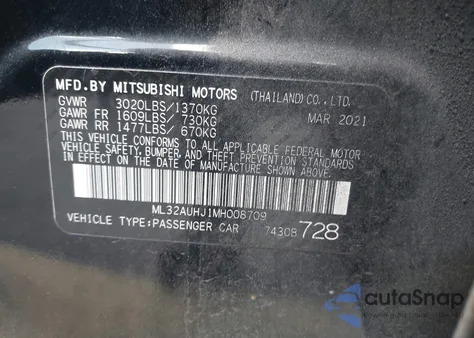 MFD.BY MITSUBISHI MOTORS (THAILAND) CO., LTD.
GVWR 3020LBS/1370KG MAR 2021
GAWR FR 1609LBS/ 730KG
GAWR RR 1477LBS/ 670KG
THIS VEHICLE CONFORMS TO ALL APPLICABLE FEDERAL MOTOR
VEHICLE SAFETY, BUMPER, AND THEFT PREVENTION STANDARDS IN
EFFECT ON THE DATE OF MANUFACTURE SHOWN ABOVE.
ML32AUHJ1MH008709
VEHICLE TYPE:PASSENGER CAR 7430B 728
autoSnap